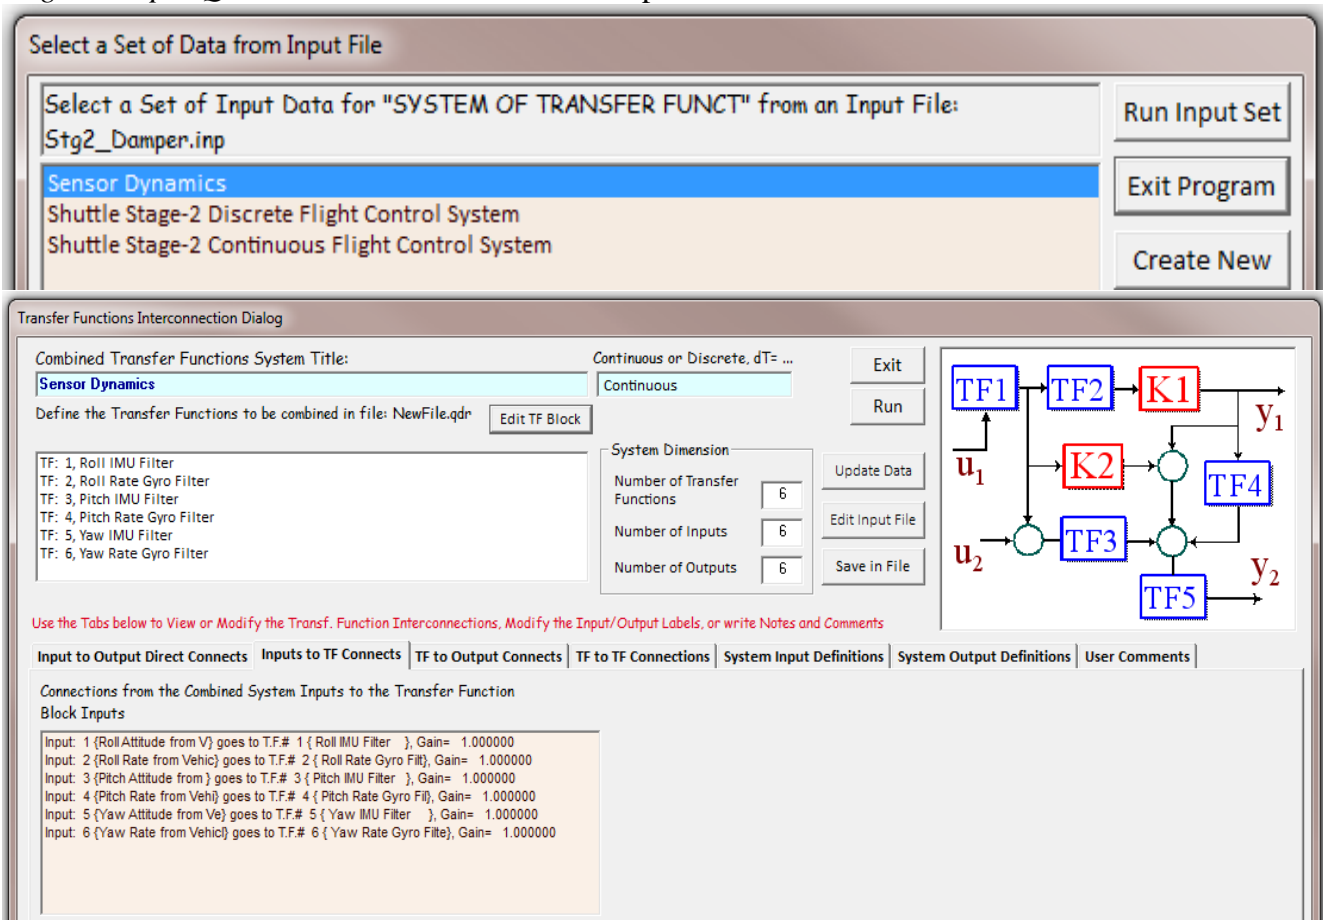 Select a Set of Data from Input File
Select a Set of Input Data for "SYSTEM OF TRANSFER FUNCT" from an Input File:
Stg2_Damper.inp
Run Input Set
Sensor Dynamics
Exit Program
Shuttle Stage-2 Discrete Flight Control System
Shuttle Stage-2 Continuous Flight Control System
Create New
Transfer Functions Interconnection Dialog
Combined Transfer Functions System Title:
Continuous or Discrete, dT= ...
Exit
Sensor Dynamics
Continuous
Define the Transfer Functions to be combined in file: NewFile.qdr
Edit TF Block
Run
TF: 1, Roll IMU Filter
TF: 2, Roll Rate Gyro Filter
TF: 3, Pitch IMU Filter
TF: 4, Pitch Rate Gyro Filter
TF: 5, Yaw IMU Filter
TF: 6, Yaw Rate Gyro Filter
System Dimension
Number of Transfer
Functions
6
Number of Inputs
6
Number of Outputs
6
Update Data
Edit Input File
Save in File
TF1
TF2
K1
y1
u1
K2
TF4
u2
TF3
y2
TF5
Use the Tabs below to View or Modify the Transf. Function Interconnections, Modify the Input/Output Labels, or write Notes and Comments
Input to Output Direct Connects
Inputs to TF Connects
TF to Output Connects
TF to TF Connections
System Input Definitions
System Output Definitions
User Comments
Connections from the Combined System Inputs to the Transfer Function
Block Inputs
Input: 1 {Roll Attitude from V} goes to T.F.# 1 { Roll IMU Filter }, Gain= 1.000000
Input: 2 {Roll Rate from Vehic} goes to T.F.# 2 { Roll Rate Gyro Filt}, Gain= 1.000000
Input: 3 {Pitch Attitude from } goes to T.F.# 3 { Pitch IMU Filter }, Gain= 1.000000
Input: 4 {Pitch Rate from Vehi} goes to T.F.# 4 { Pitch Rate Gyro Fil}, Gain= 1.000000
Input: 5 {Yaw Attitude from Ve} goes to T.F.# 5 { Yaw IMU Filter }, Gain= 1.000000
Input: 6 {Yaw Rate from Vehicl} goes to T.F.# 6 { Yaw Rate Gyro Filte}, Gain= 1.000000